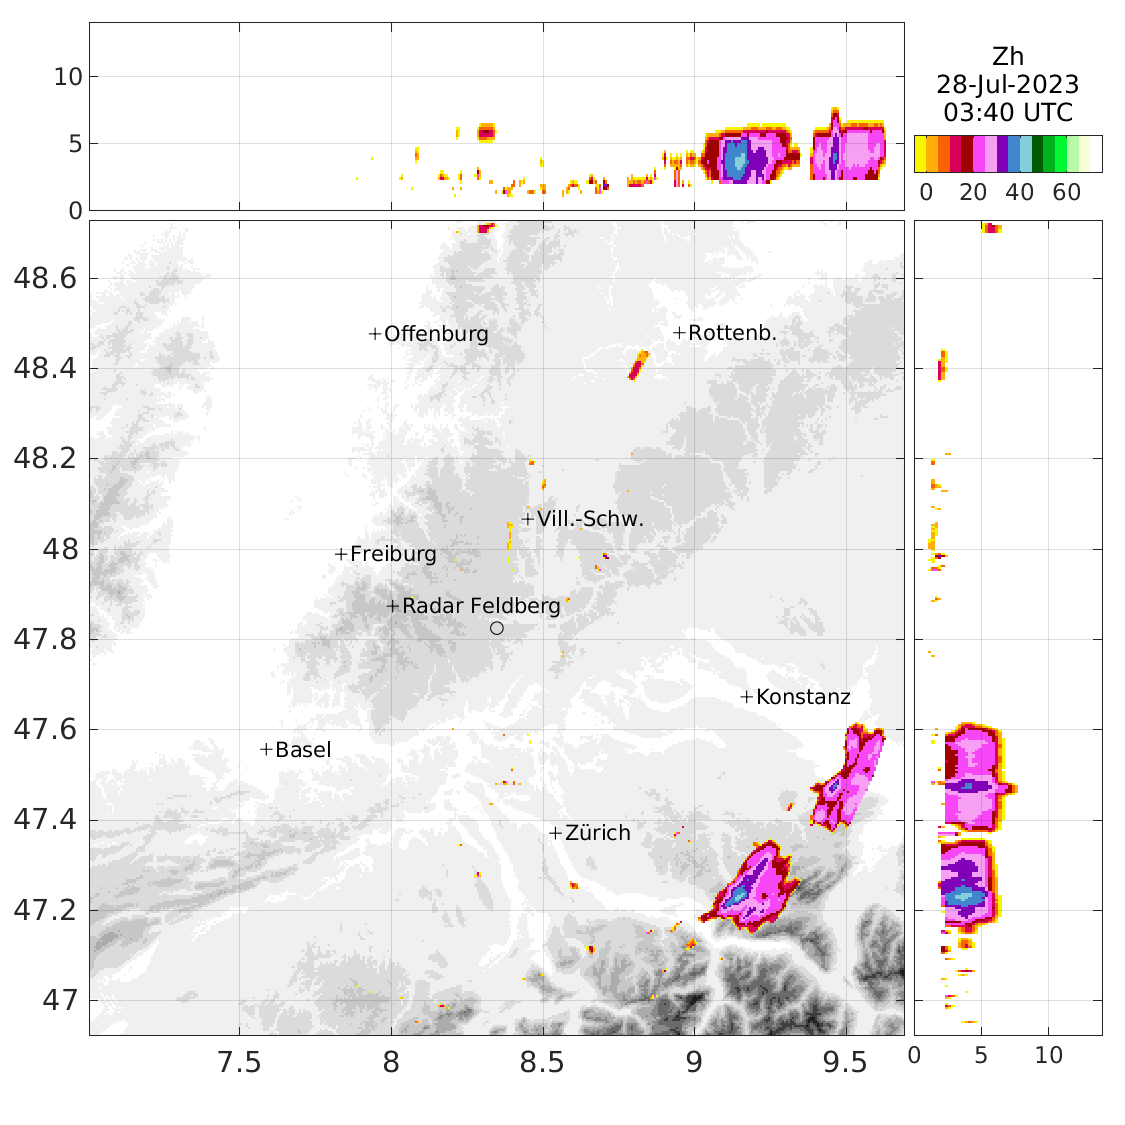 10
5
0
Zh
28-Jul-2023
03:40 UTC
0 20 40 60
48.6
48.4
48.2
48
47.8
47.6
47.4
47.2
47
+Offenburg
+Rottenb.
+Vill.-Schw.
+Freiburg
+Radar Feldberg
+Konstanz
+Basel
+Zürich
7.5 8 8.5 9 9.5
0 5 10